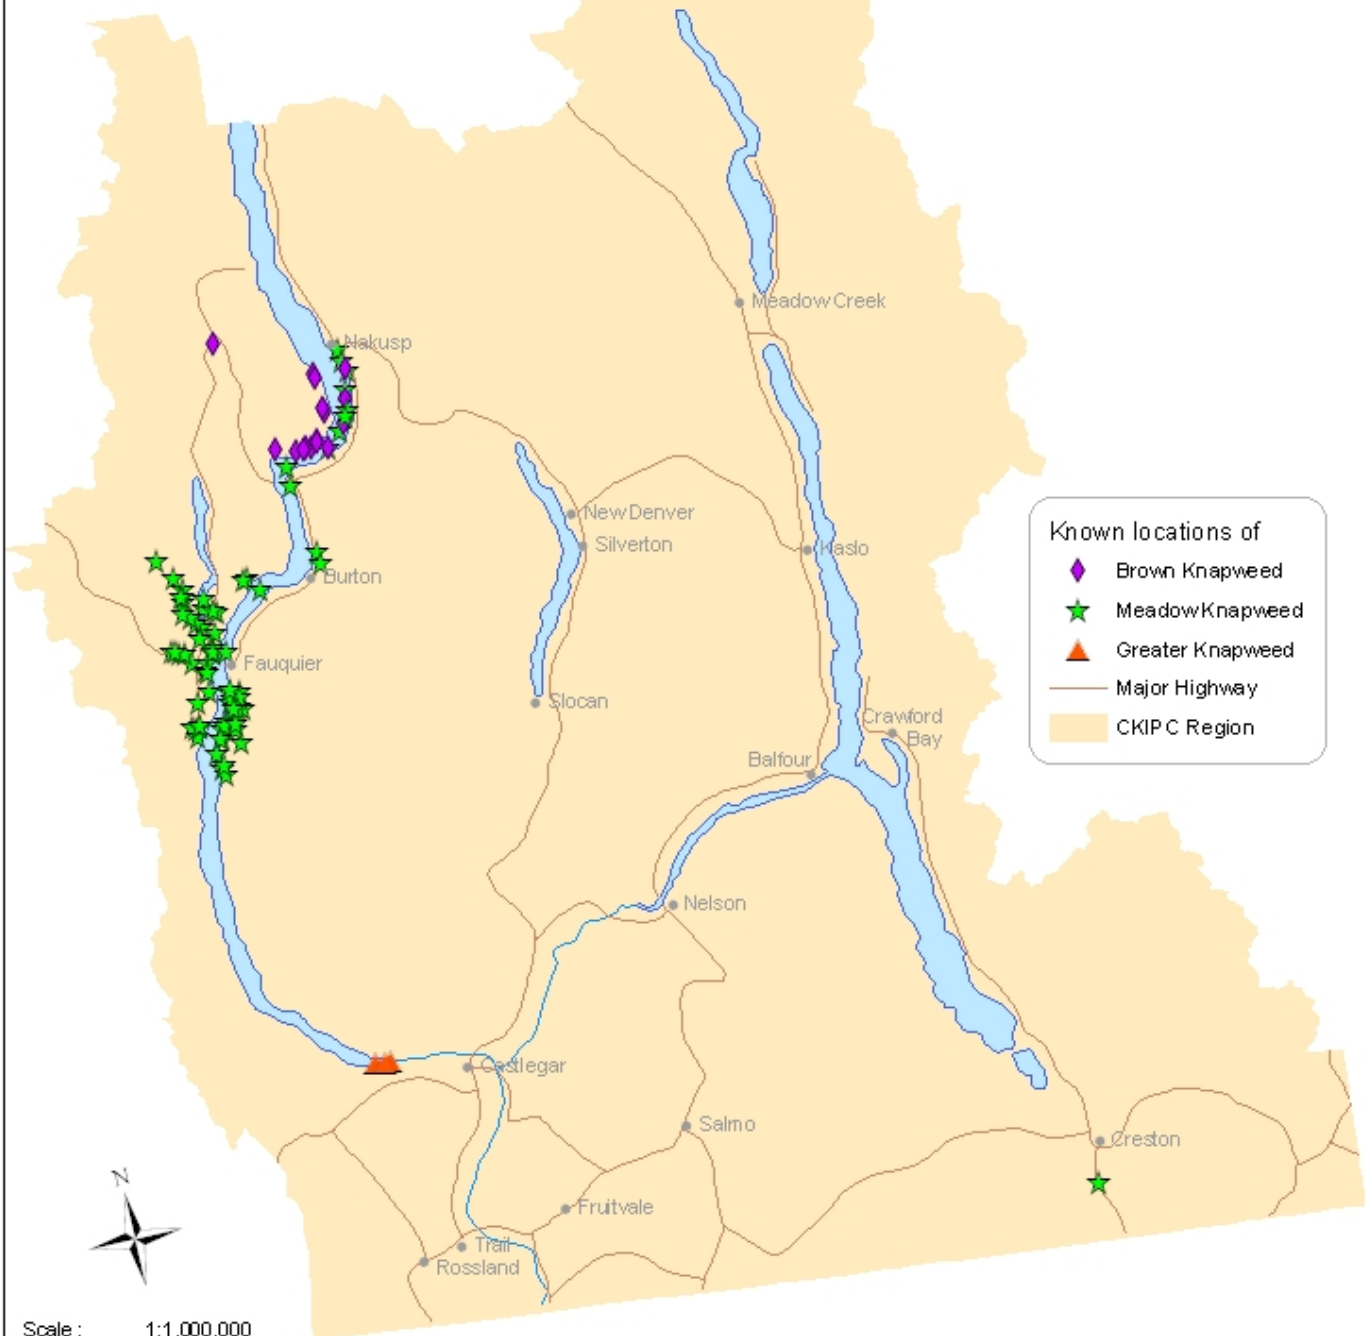 Nakusp
Meadow Creek
New Denver
Silverton
Kaslo
Burton
Fauquier
Slocan
Crawford
Bay
Balfour
Nelson
Castlegar
Salmo
Creston
Fruitvale
Trail
Rossland
Known locations of
Brown Knapweed
Meadow Knapweed
Greater Knapweed
Major Highway
CKIPC Region
N
Scale : 1:1,000,000